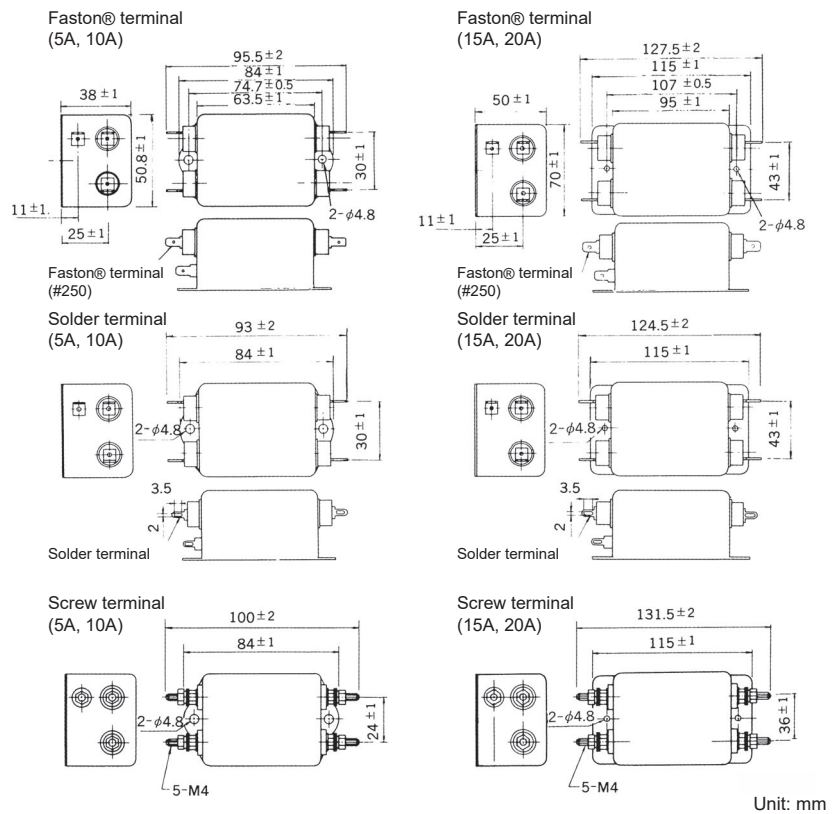 Faston® terminal
(5A, 10A)
95.5±2
84±1
74.7±0.5
63.5±1
38±1
50.8±1
30±1
11±1.
25±1
2-φ4.8
Faston® terminal
(#250)
Faston® terminal
(15A, 20A)
127.5±2
115 ±1
107 ±0.5
95 ±1
50±1
70±1
43±1
11±1
25±1
2-φ4.8
Faston® terminal
(#250)
Solder terminal
(5A, 10A)
93 ±2
84 ±1
2-φ4.8
30±1
3.5
2
Solder terminal
Solder terminal
(15A, 20A)
124.5±2
115±1
2-φ4.8
43±1
3.5
2
Solder terminal
Screw terminal
(5A, 10A)
100±2
84±1
2-φ4.8
24±1
5-M4
Screw terminal
(15A, 20A)
131.5±2
115±1
2-φ4.8
36±1
5-M4
Unit: mm